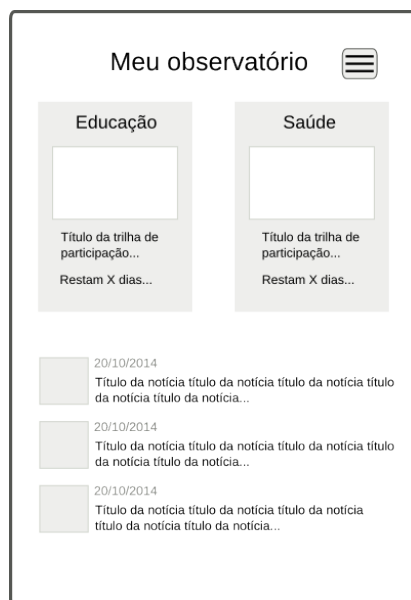 Meu observatório
Educação
Título da trilha de
participação...
Restam X dias...
Saúde
Título da trilha de
participação...
Restam X dias...
20/10/2014
Título da notícia título da notícia título da notícia título
da notícia título da notícia...
20/10/2014
Título da notícia título da notícia título da notícia título
da notícia título da notícia...
20/10/2014
Título da notícia título da notícia título da notícia
título da notícia título da notícia...